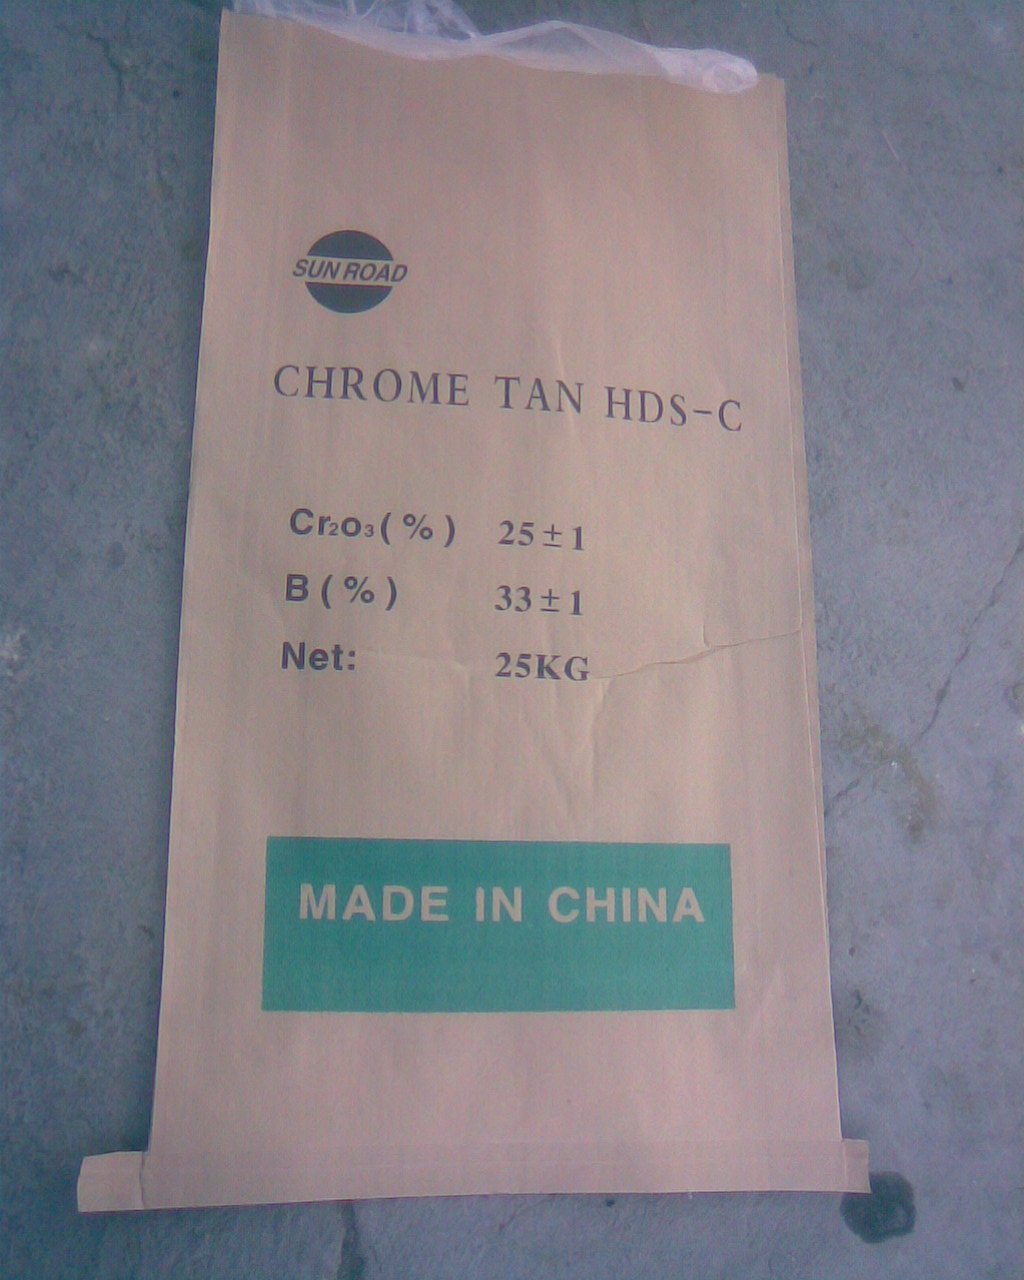 SUN ROAD
CHROME TAN HDS-C
Cr₂o₃(%) 25±1
B(%) 33±1
Net: 25KG
MADE IN CHINA